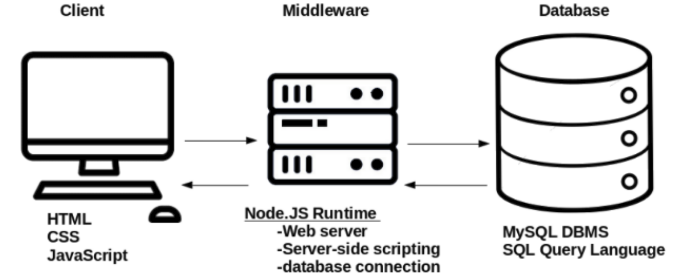 Client
Middleware
Database
HTML
CSS
JavaScript
Node.JS Runtime
-Web server
-Server-side scripting
-database connection
MySQL DBMS
SQL Query Language